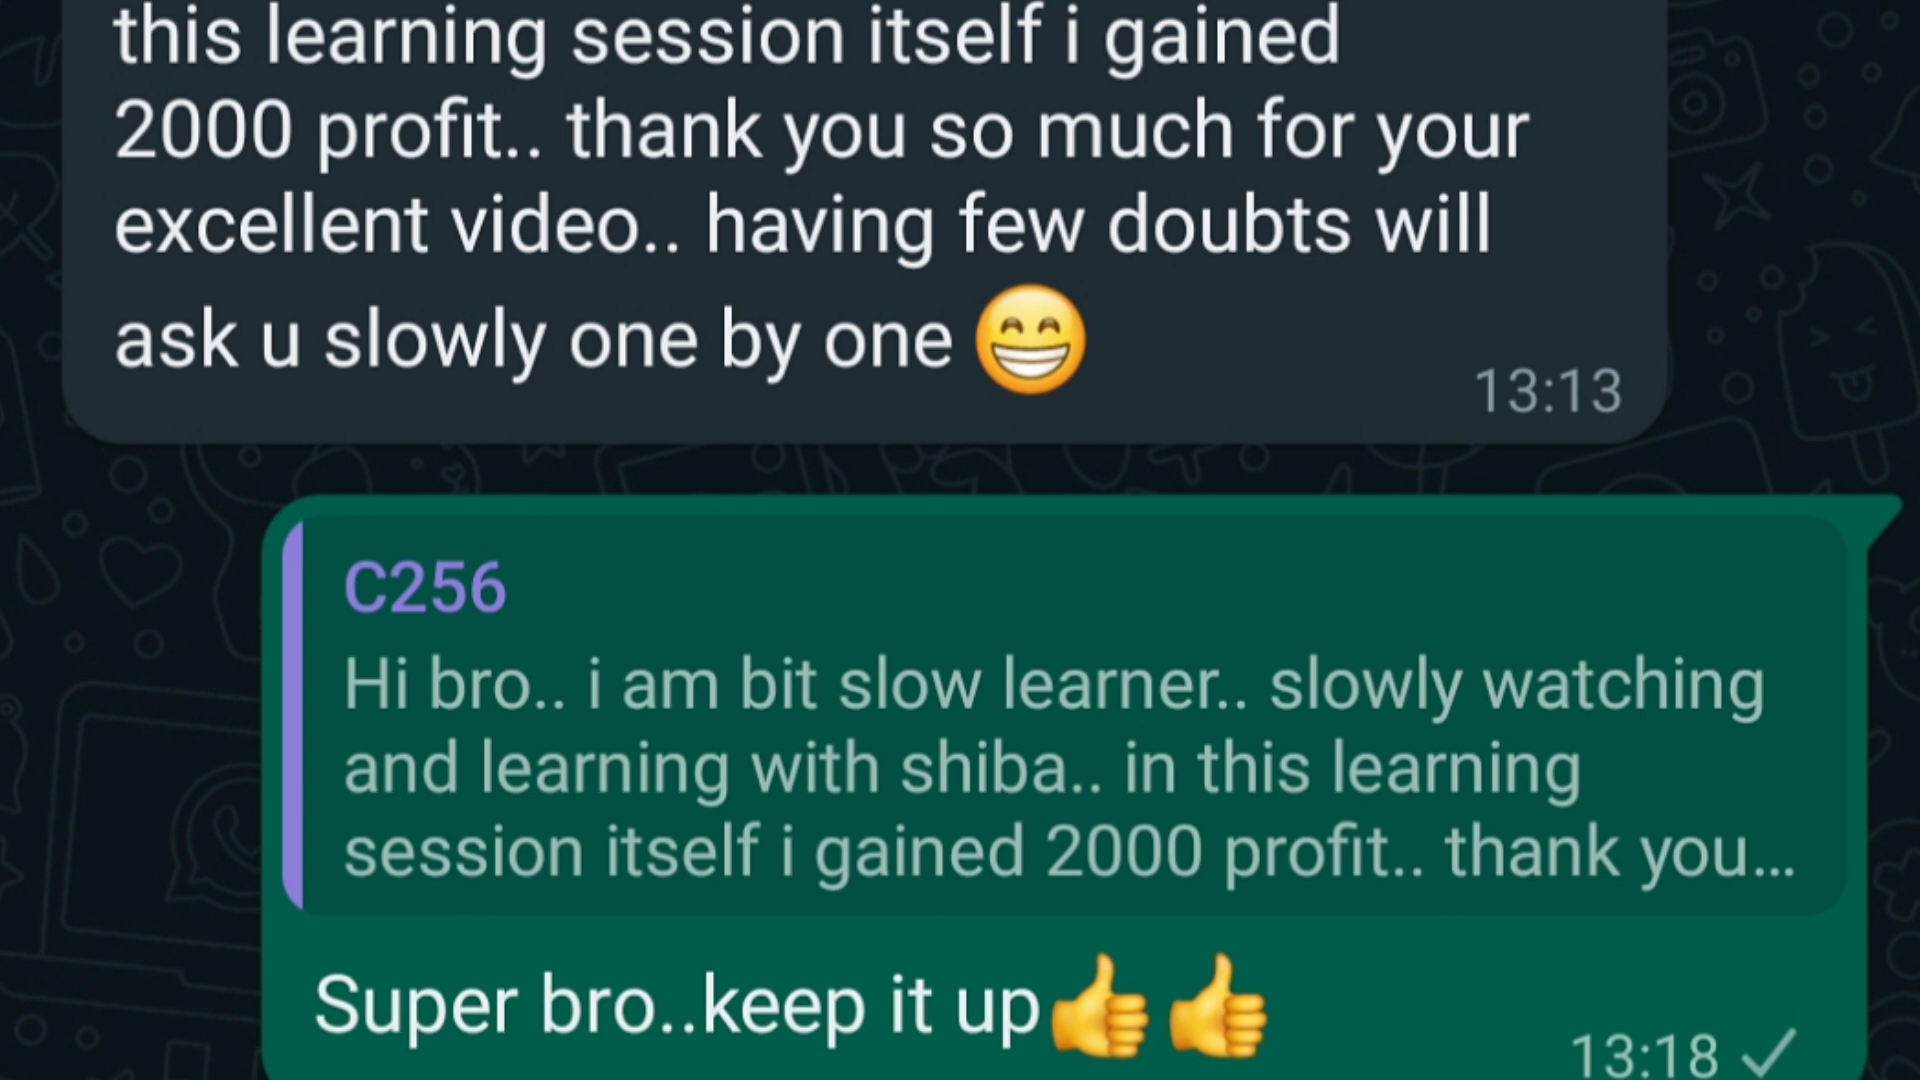 this learning session itself i gained
2000 profit.. thank you so much for your
excellent video.. having few doubts will
ask u slowly one by one 😁
13:13
C256
Hi bro.. i am bit slow learner.. slowly watching
and learning with shiba.. in this learning
session itself i gained 2000 profit.. thank you...
Super bro..keep it up👍👍
13:18